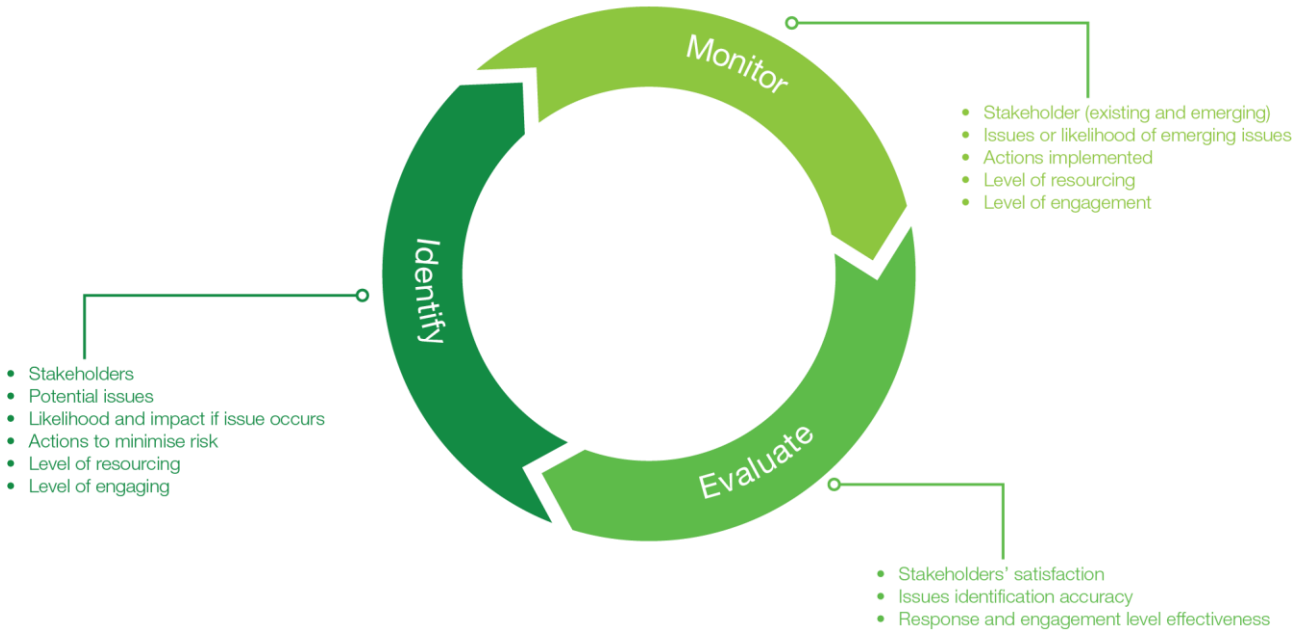 Monitor
• Stakeholder (existing and emerging)
• Issues or likelihood of emerging issues
• Actions implemented
• Level of resourcing
• Level of engagement
Identify
• Stakeholders
• Potential issues
• Likelihood and impact if issue occurs
• Actions to minimise risk
• Level of resourcing
• Level of engaging
Evaluate
• Stakeholders’ satisfaction
• Issues identification accuracy
• Response and engagement level effectiveness